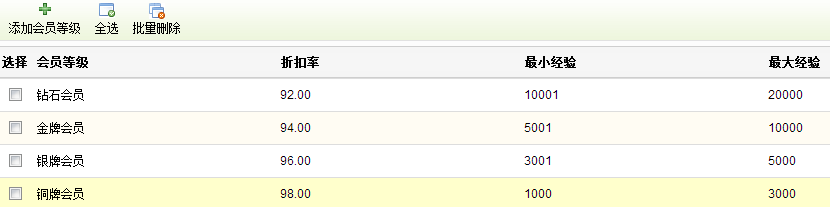 添加会员等级 全选 批量删除
选择 会员等级 折扣率 最小经验 最大经验
钻石会员 92.00 10001 20000
金牌会员 94.00 5001 10000
银牌会员 96.00 3001 5000
铜牌会员 98.00 1000 3000